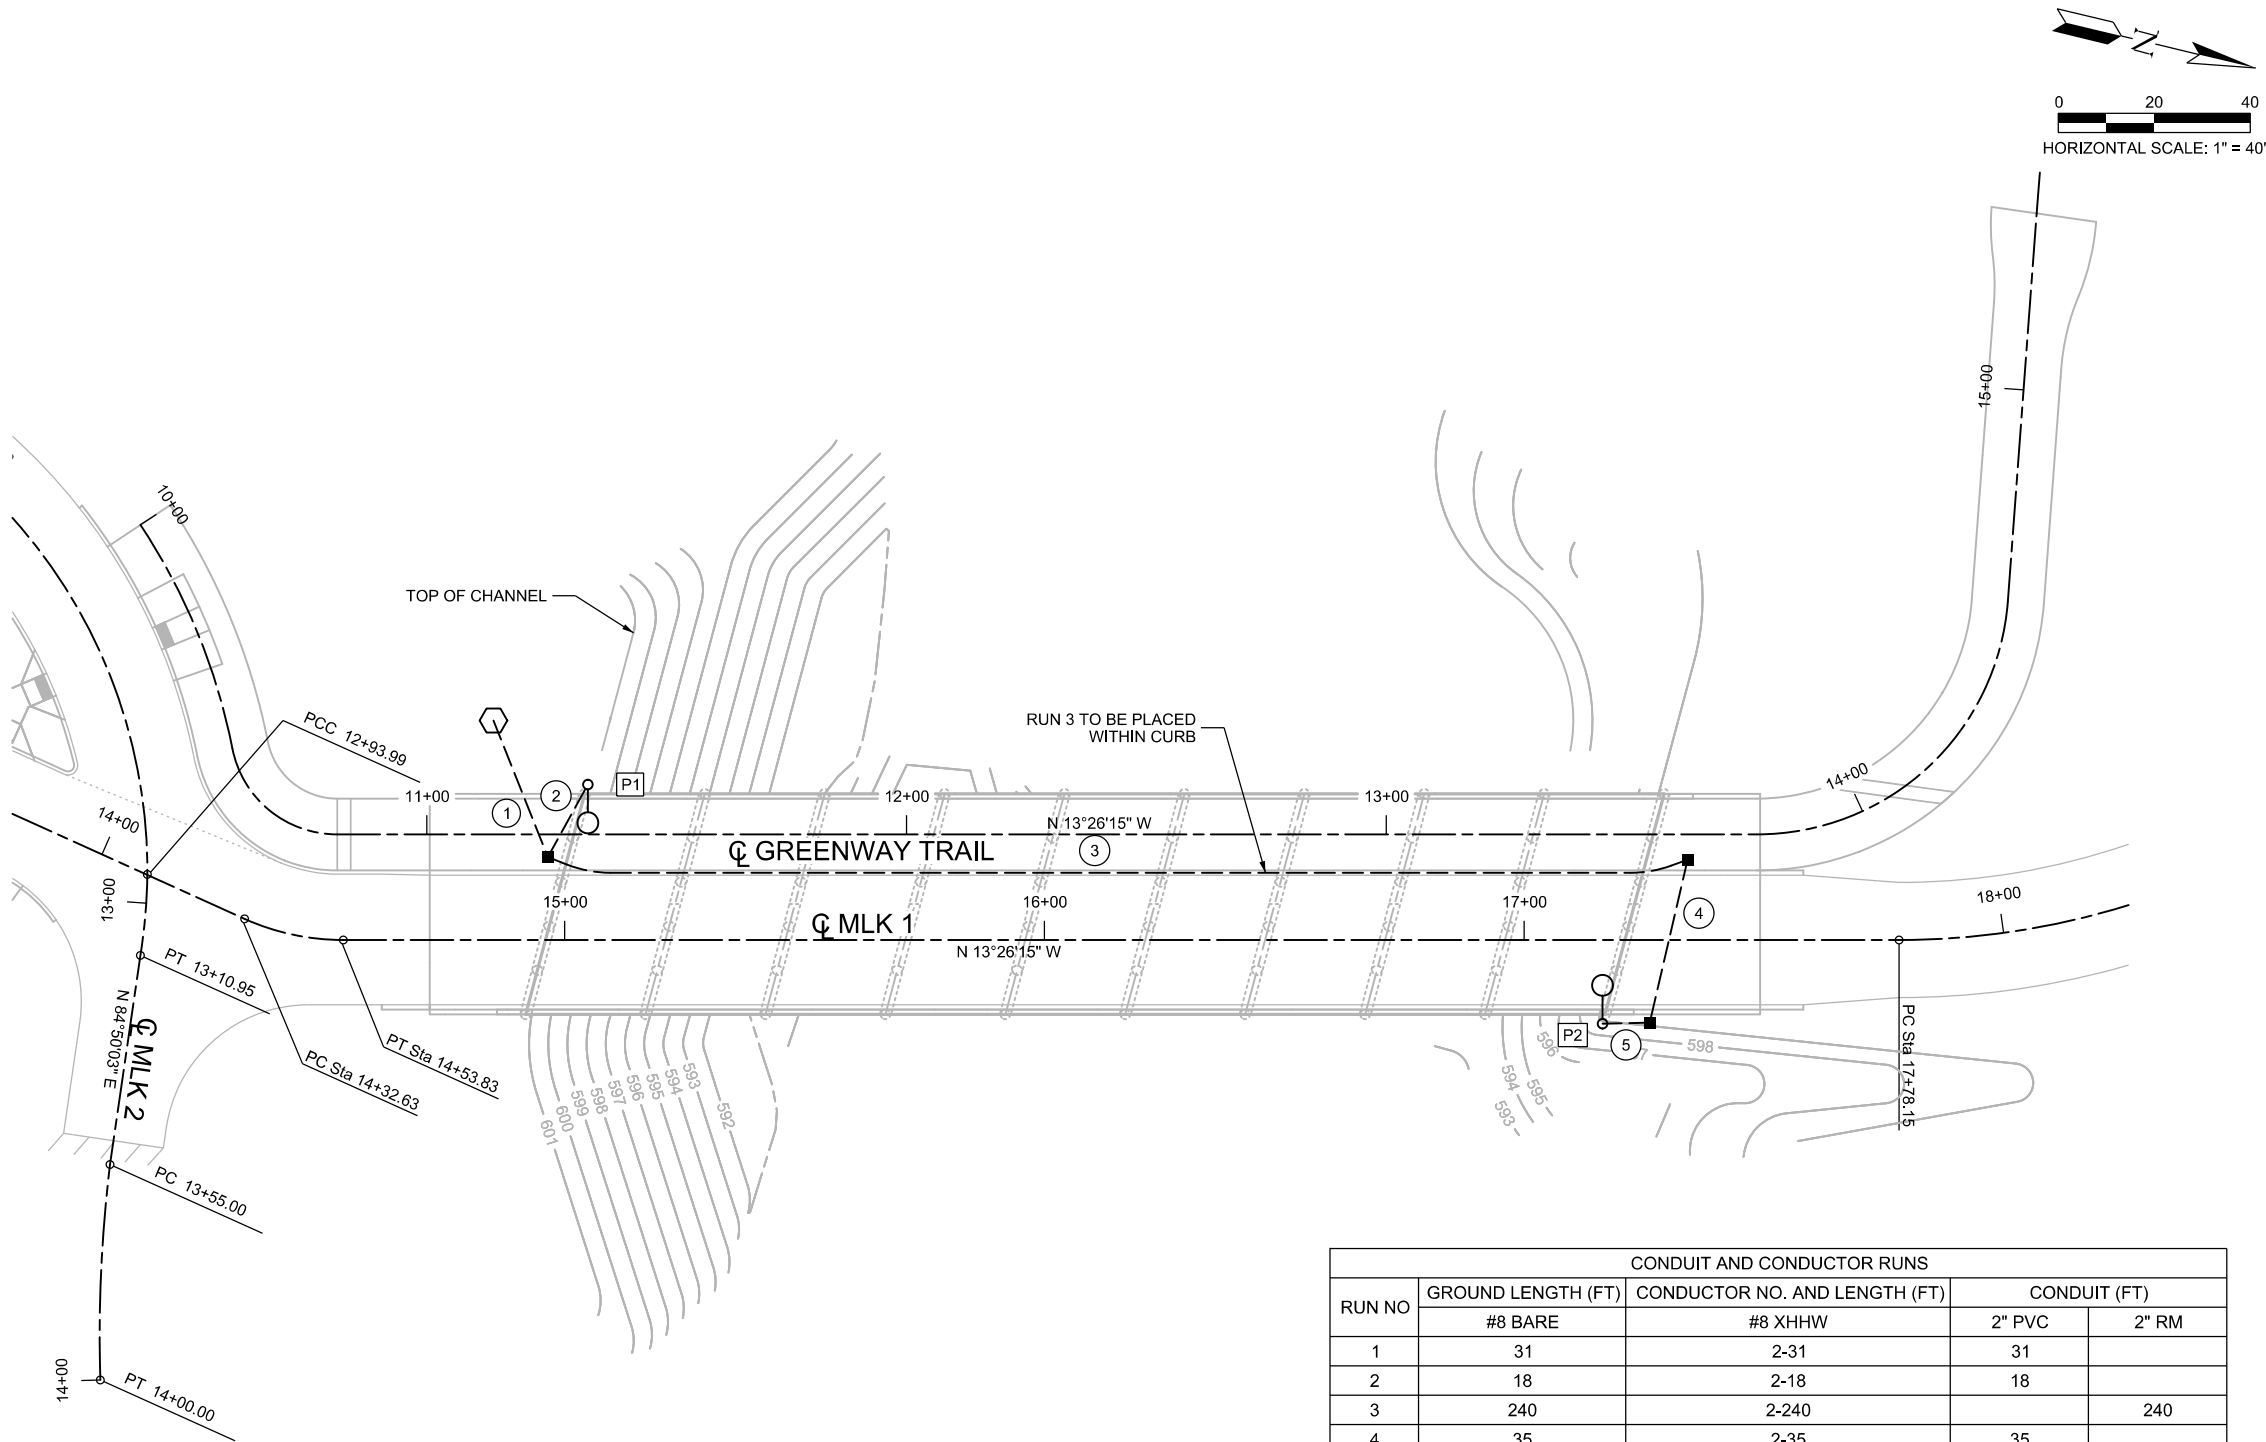 N
0 20 40
HORIZONTAL SCALE: 1" = 40'
15+00
10+00
TOP OF CHANNEL
PCC 12+93.99
RUN 3 TO BE PLACED
WITHIN CURB
14+00
P1
2
1
11+00
12+00
13+00
N 13°26'15" W
14+00
℄ GREENWAY TRAIL
3
13+00
15+00
16+00
17+00
4
18+00
℄ MLK 1
N 13°26'15" W
PT 13+10.95
N 84°50'03" E
℄ MLK 2
PC Sta 14+32.63
PT Sta 14+53.83
P2
5
PC Sta 17+78.15
601
600
599
598
597
596
595
594
593
592
593
594
595
596
7
598
PC 13+55.00
14+00
PT 14+00.00
CONDUIT AND CONDUCTOR RUNS
RUN NO GROUND LENGTH (FT) CONDUCTOR NO. AND LENGTH (FT) CONDUIT (FT)
#8 BARE #8 XHHW 2" PVC 2" RM
1 31 2-31 31
2 18 2-18 18
3 240 2-240 240
4 35 2-35 35